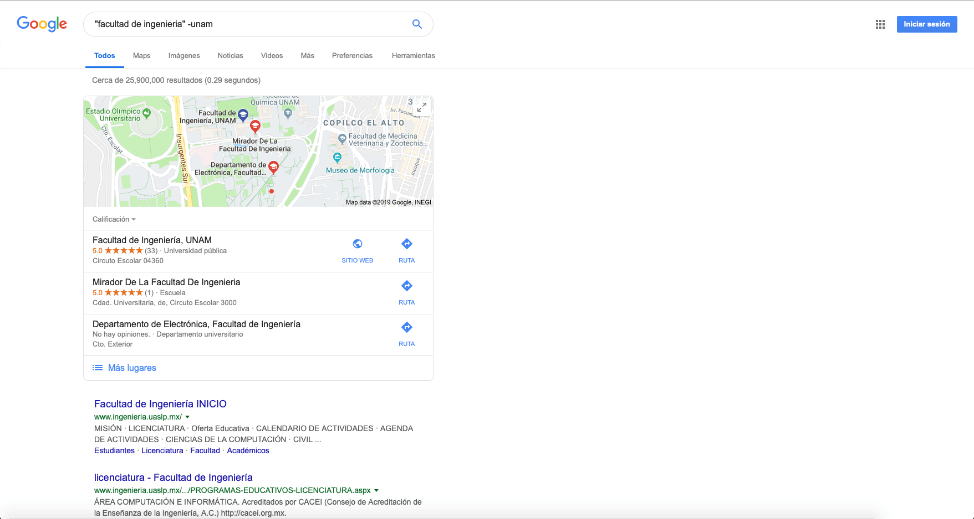 Google
"facultad de ingenieria" -unam
Iniciar sesión
Todos Maps Imágenes Noticias Videos Más Preferencias Herramientas
Cerca de 25,900,000 resultados (0.29 segundos)
Estadio Olímpico
Universitario
Facultad de
Química UNAM
3
Facultad de
Ingeniería, UNAM
COPILCO EL ALTO
Mirador De La
Facultad De Ingenieria
Facultad de Medicina
Veterinaria y Zootecnia...
Departamento de
Electrónica, Facultad...
Museo de Morfología
Cto. Escolar
Insurgentes Sur
Map data ©2019 Google, INEGI
Calificación
Facultad de Ingeniería, UNAM
5.0 ★★★★★ (33) · Universidad pública
Circuito Escolar 04360
SITIO WEB
RUTA
Mirador De La Facultad De Ingenieria
5.0 ★★★★★ (1) · Escuela
Cdad. Universitaria, de, Circuito Escolar 3000
RUTA
Departamento de Electrónica, Facultad de Ingeniería
No hay opiniones. · Departamento universitario
Cto. Exterior
RUTA
Más lugares
Facultad de Ingeniería INICIO
www.ingenieria.uaslp.mx/
MISIÓN · LICENCIATURA · Oferta Educativa · CALENDARIO DE ACTIVIDADES · AGENDA
DE ACTIVIDADES · CIENCIAS DE LA COMPUTACIÓN · CIVIL ...
Estudiantes · Licenciatura · Facultad · Académicos
licenciatura - Facultad de Ingeniería
www.ingenieria.uaslp.mx/.../PROGRAMAS-EDUCATIVOS-LICENCIATURA.aspx
ÁREA COMPUTACIÓN E INFORMÁTICA. Acreditados por CACEI (Consejo de Acreditación de
la Enseñanza de la Ingeniería, A.C.) http://cacei.org.mx.